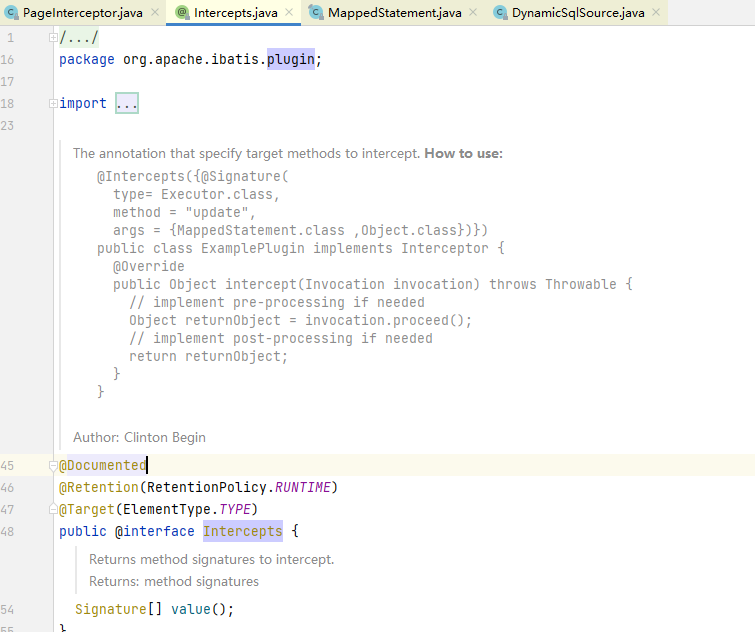 PageInterceptor.java Intercepts.java MappedStatement.java DynamicSqlSource.java
1 /.../
16 package org.apache.ibatis.plugin;
17
18 import ...
23
The annotation that specify target methods to intercept. How to use:
@Intercepts({@Signature(
type= Executor.class,
method = "update",
args = {MappedStatement.class ,Object.class})})
public class ExamplePlugin implements Interceptor {
@Override
public Object intercept(Invocation invocation) throws Throwable {
// implement pre-processing if needed
Object returnObject = invocation.proceed();
// implement post-processing if needed
return returnObject;
}
}
Author: Clinton Begin
45 @Documented
46 @Retention(RetentionPolicy.RUNTIME)
47 @Target(ElementType.TYPE)
48 public @interface Intercepts {
Returns method signatures to intercept.
Returns: method signatures
54 Signature[] value();
55 }